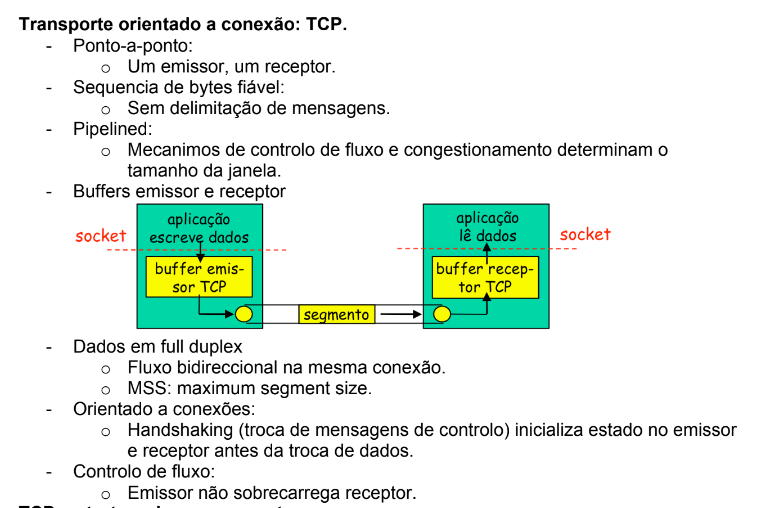 Transporte orientado a conexão: TCP.
- Ponto-a-ponto:
o Um emissor, um receptor.
- Sequencia de bytes fiável:
o Sem delimitação de mensagens.
- Pipelined:
o Mecanimos de controlo de fluxo e congestionamento determinam o
tamanho da janela.
- Buffers emissor e receptor
socket
aplicação
escreve dados
buffer emis-
sor TCP
segmento
aplicação
lê dados
buffer recep-
tor TCP
socket
- Dados em full duplex
o Fluxo bidireccional na mesma conexão.
o MSS: maximum segment size.
- Orientado a conexões:
o Handshaking (troca de mensagens de controlo) inicializa estado no emissor
e receptor antes da troca de dados.
- Controlo de fluxo:
o Emissor não sobrecarrega receptor.